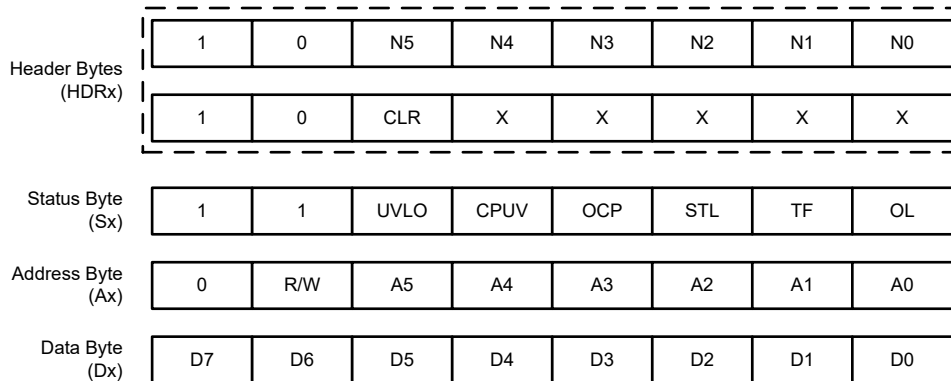 1 0 N5 N4 N3 N2 N1 N0
Header Bytes
(HDRx)
1 0 CLR X X X X X
Status Byte
(Sx)
1 1 UVLO CPUV OCP STL TF OL
Address Byte
(Ax)
0 R/W A5 A4 A3 A2 A1 A0
Data Byte
(Dx)
D7 D6 D5 D4 D3 D2 D1 D0